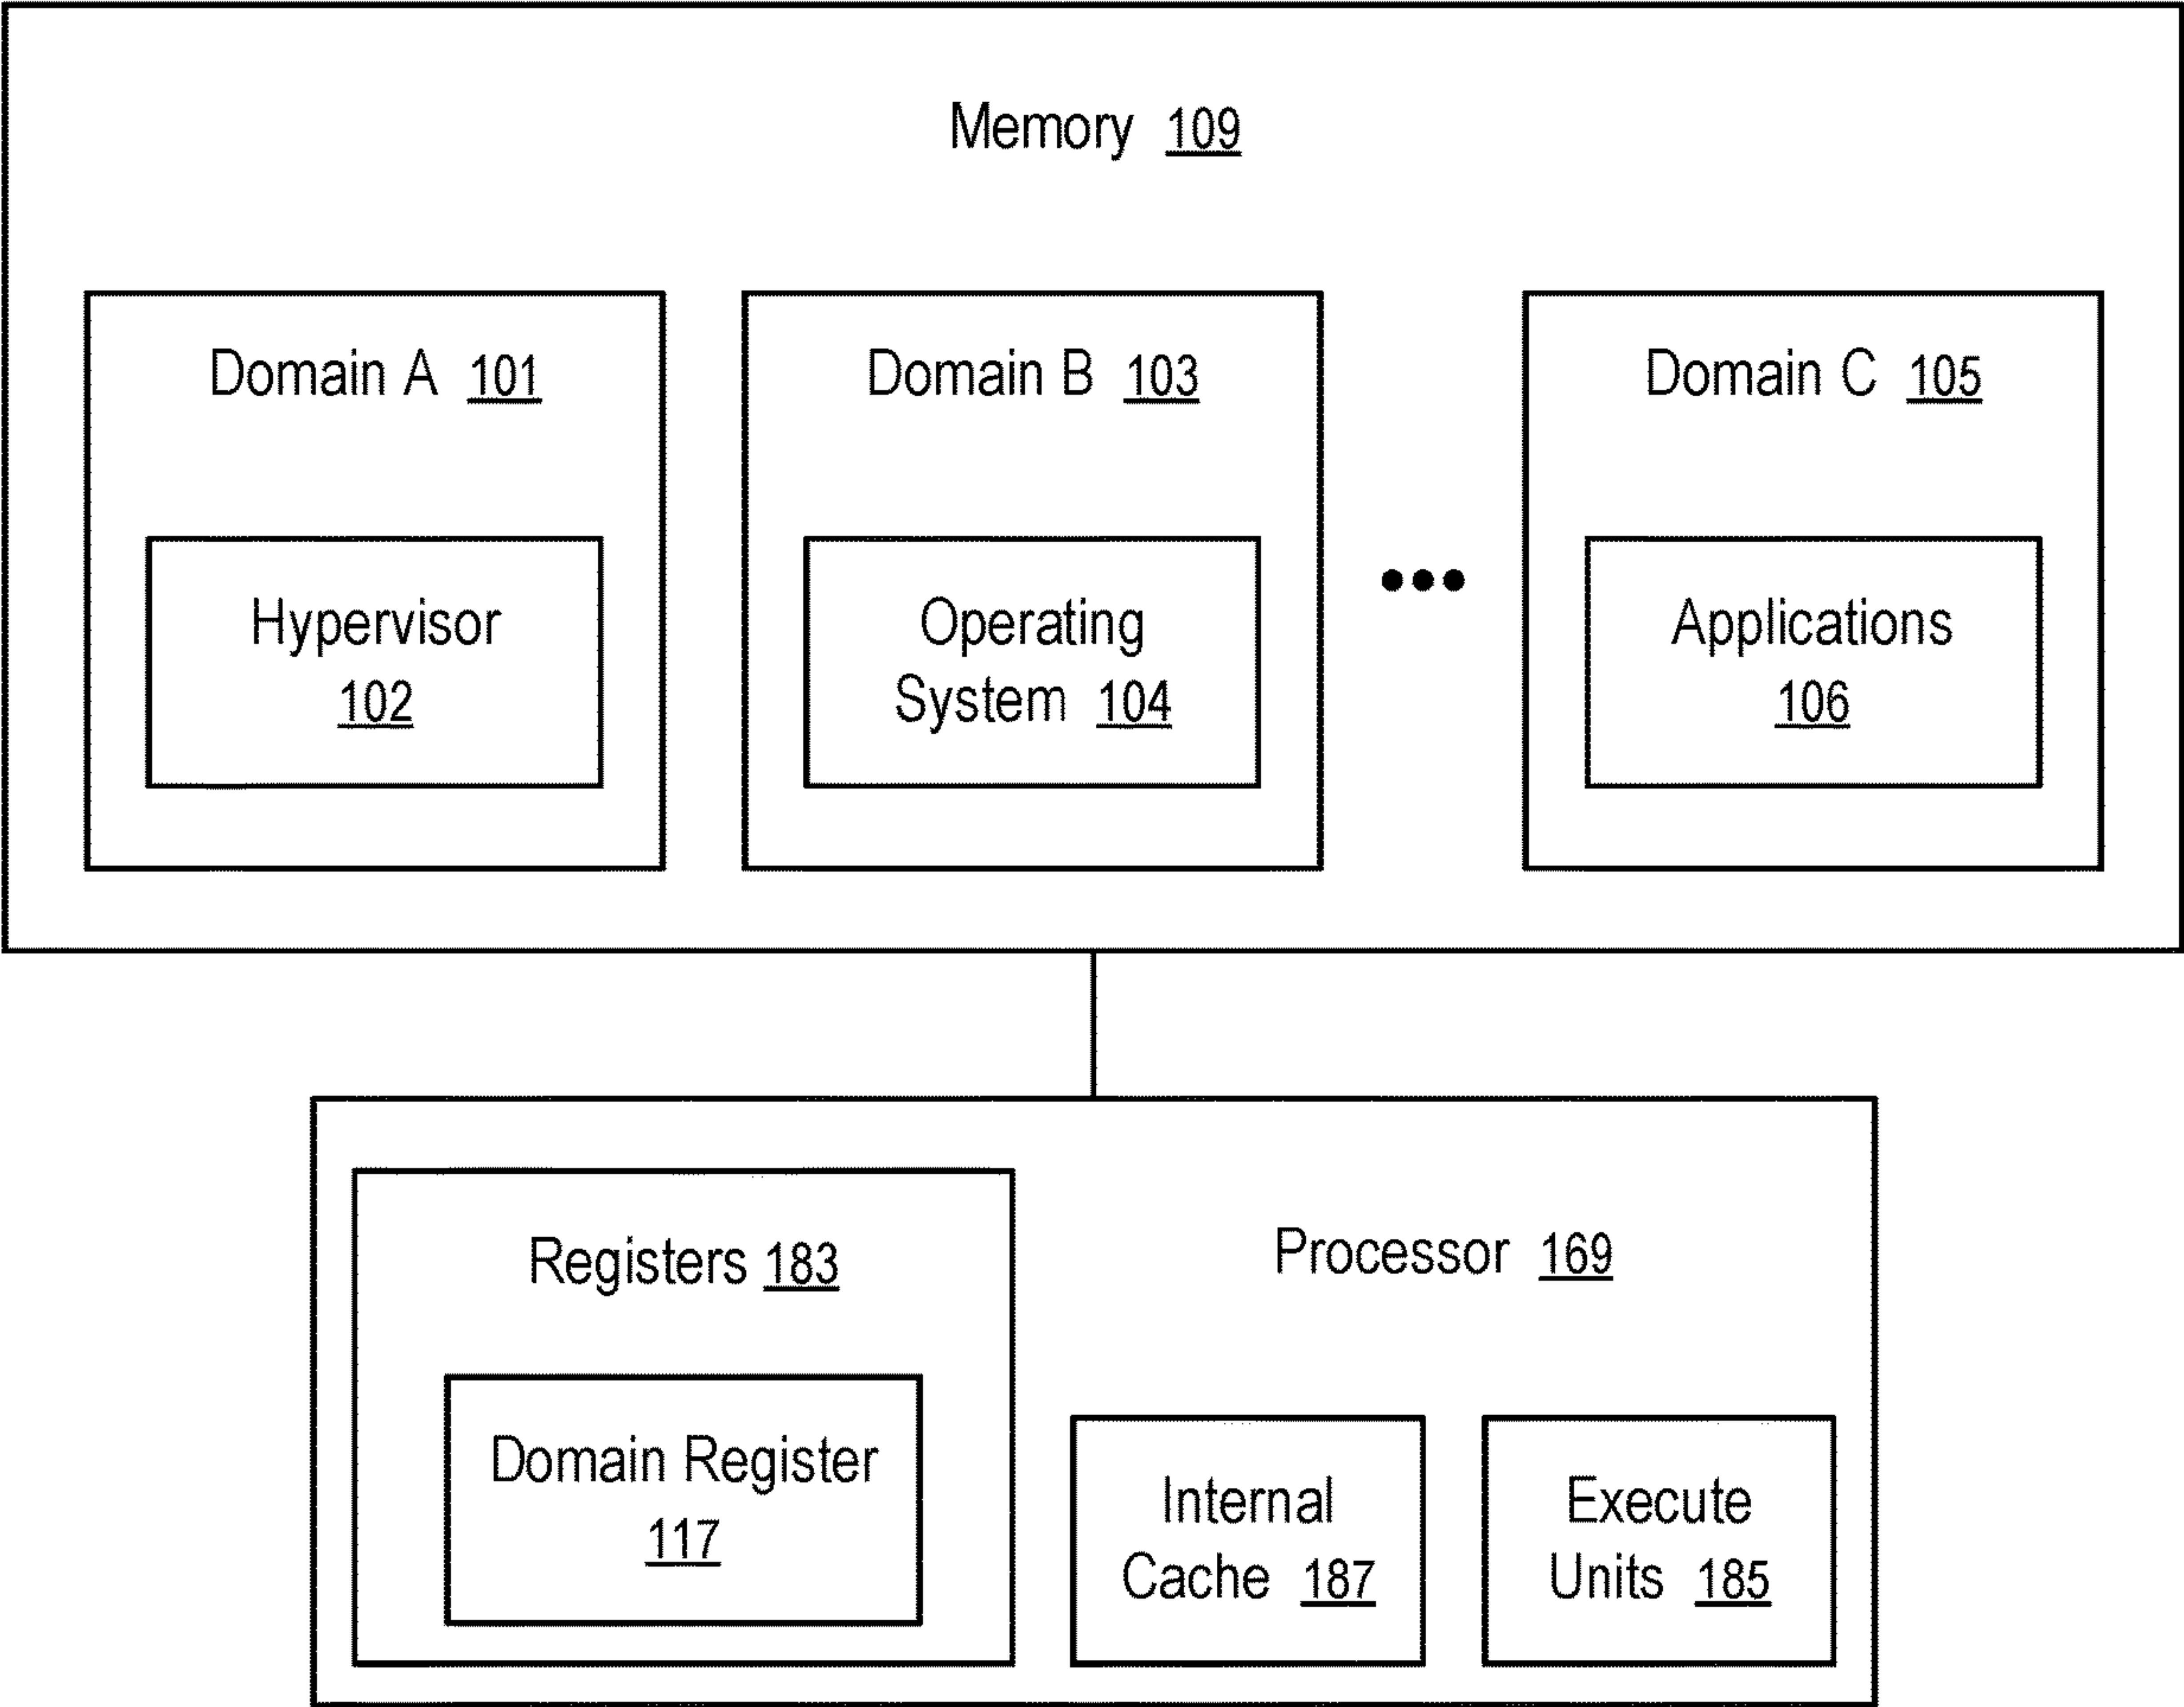 Memory 109
Domain A 101
Domain B 103
Domain C 105
Hypervisor
102
Operating
System 104
Applications
106
Registers 183
Processor 169
Domain Register
117
Internal
Cache 187
Execute
Units 185